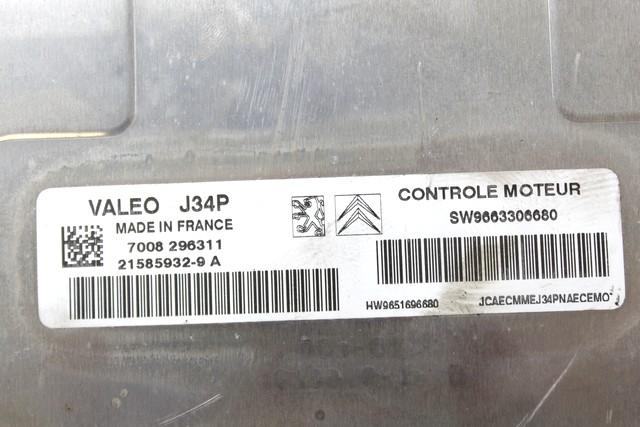 VALEO J34P
MADE IN FRANCE
7008 296311
21585932-9 A
CONTROLE MOTEUR
SW9663306680
HW9651696680 JCAECMMEJ34PNAECEMO